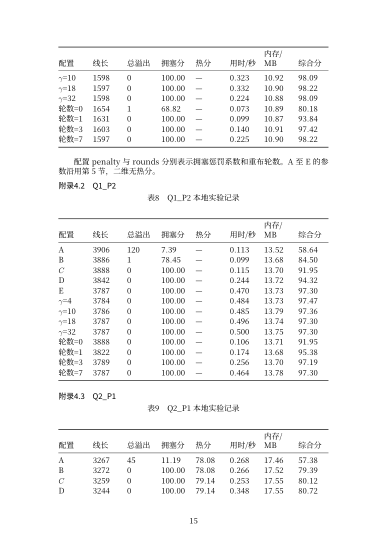 配置 线长 总溢出 拥塞分 热分 用时/秒 内存/MB 综合分
γ=10 1598 0 100.00 — 0.323 10.92 98.09
γ=18 1597 0 100.00 — 0.332 10.90 98.22
γ=32 1598 0 100.00 — 0.224 10.88 98.09
轮数=0 1654 1 68.82 — 0.073 10.89 80.18
轮数=1 1631 0 100.00 — 0.099 10.87 93.84
轮数=3 1603 0 100.00 — 0.140 10.91 97.42
轮数=7 1597 0 100.00 — 0.225 10.90 98.22
配置 penalty 与 rounds 分别表示拥塞惩罚系数和重布轮数。A 至 E 的参
数沿用第 5 节，二维无热分。
附录4.2 Q1_P2
表8 Q1_P2 本地实验记录
配置 线长 总溢出 拥塞分 热分 用时/秒 内存/MB 综合分
A 3906 120 7.39 — 0.113 13.52 58.64
B 3886 1 78.45 — 0.099 13.68 84.50
C 3888 0 100.00 — 0.115 13.70 91.95
D 3842 0 100.00 — 0.244 13.72 94.32
E 3787 0 100.00 — 0.470 13.73 97.30
γ=4 3784 0 100.00 — 0.484 13.73 97.47
γ=10 3786 0 100.00 — 0.485 13.79 97.36
γ=18 3787 0 100.00 — 0.496 13.74 97.30
γ=32 3787 0 100.00 — 0.500 13.75 97.30
轮数=0 3888 0 100.00 — 0.106 13.71 91.95
轮数=1 3822 0 100.00 — 0.174 13.68 95.38
轮数=3 3789 0 100.00 — 0.256 13.70 97.19
轮数=7 3787 0 100.00 — 0.464 13.78 97.30
附录4.3 Q2_P1
表9 Q2_P1 本地实验记录
配置 线长 总溢出 拥塞分 热分 用时/秒 内存/MB 综合分
A 3267 45 11.19 78.08 0.268 17.46 57.38
B 3272 0 100.00 78.08 0.266 17.52 79.39
C 3259 0 100.00 79.14 0.253 17.55 80.12
D 3244 0 100.00 79.14 0.348 17.55 80.72
15